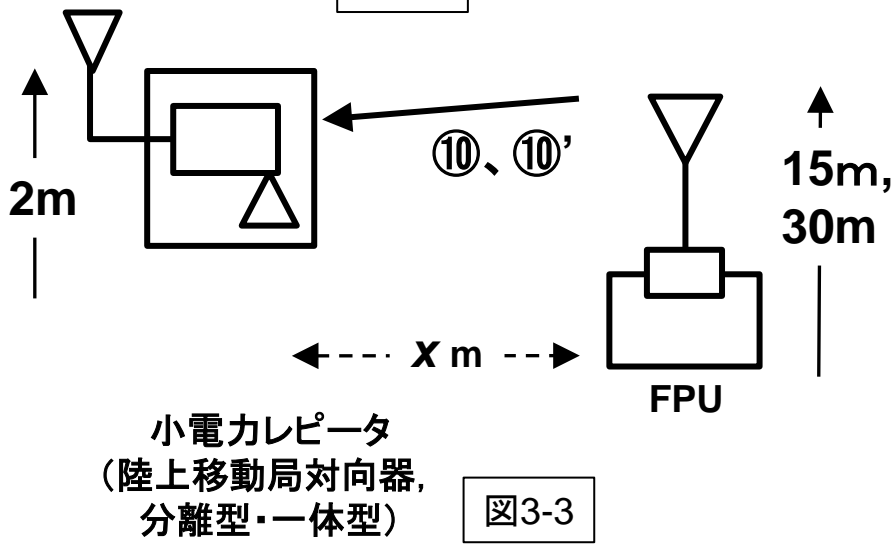 2m
⑩、⑩’
15m,
30m
x m
FPU
小電力レピータ
（陸上移動局対向器,
分離型・一体型）
図3-3